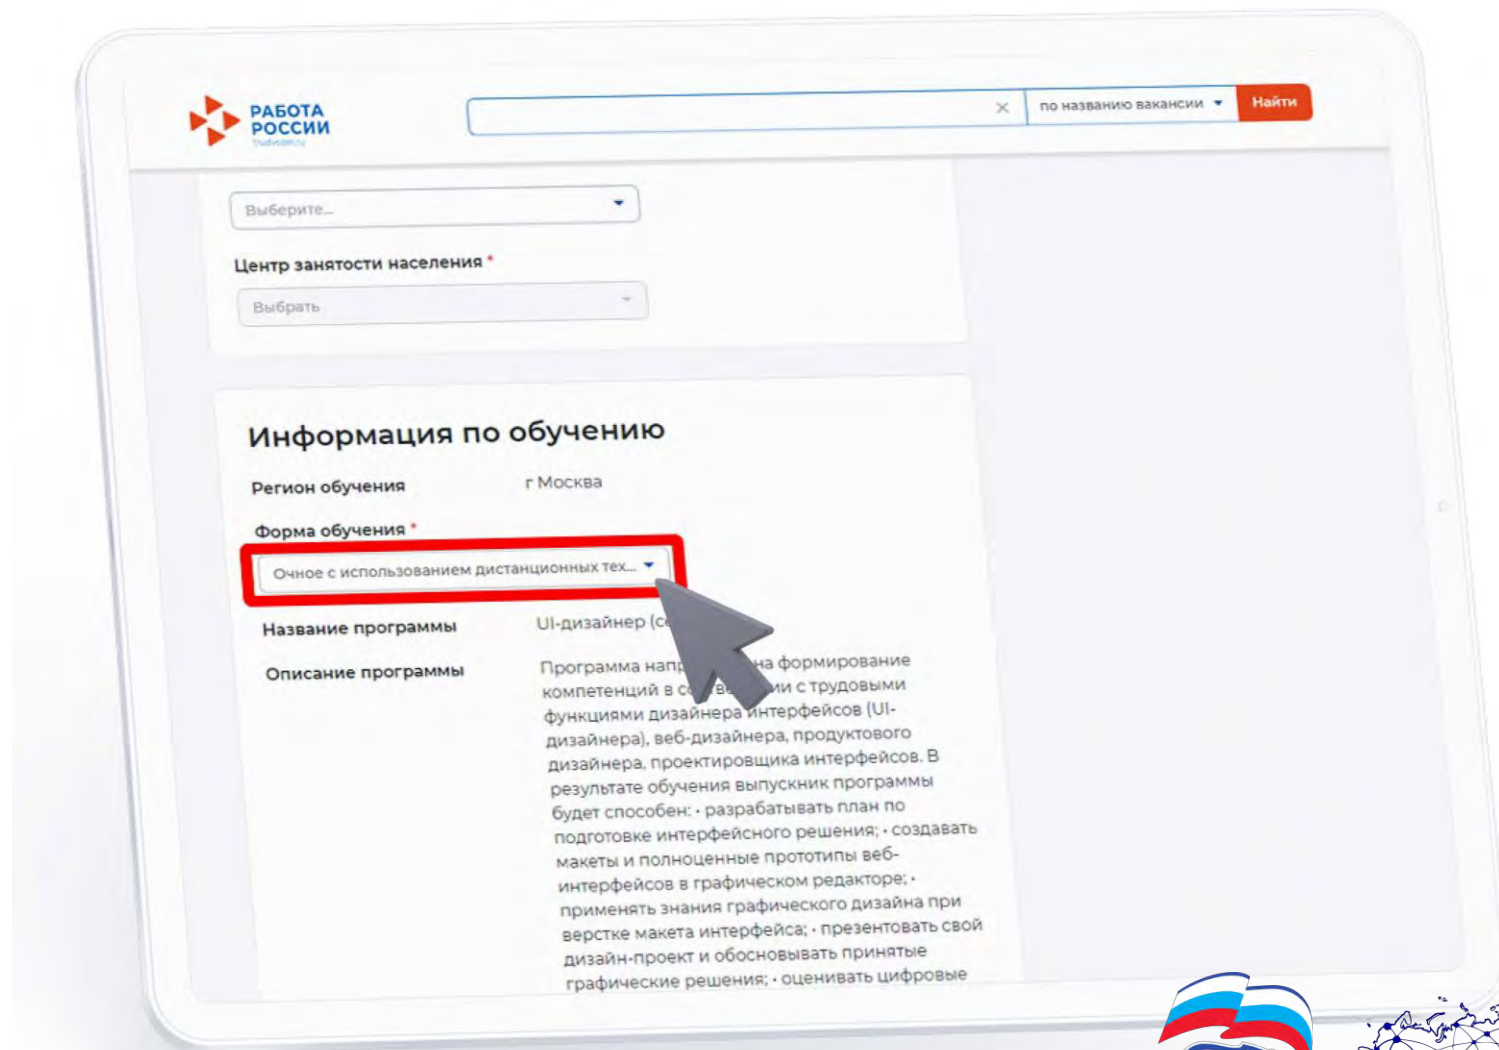 РАБОТА
РОССИИ
trudvsem.ru
по названию вакансии
Найти
Выберите...
Центр занятости населения *
Выбрать
Информация по обучению
Регион обучения г Москва
Форма обучения *
Очное с использованием дистанционных тех...
Название программы UI-дизайнер
Описание программы Программа на формирование
компетенций в с трудовыми
функциями дизайнера интерфейсов (UI-
дизайнера), веб-дизайнера, продуктового
дизайнера, проектировщика интерфейсов. В
результате обучения выпускник программы
будет способен: • разрабатывать план по
подготовке интерфейсного решения; • создавать
макеты и полноценные прототипы веб-
интерфейсов в графическом редакторе; •
применять знания графического дизайна при
верстке макета интерфейса; • презентовать свой
дизайн-проект и обосновывать принятые
графические решения; • оценивать цифровые